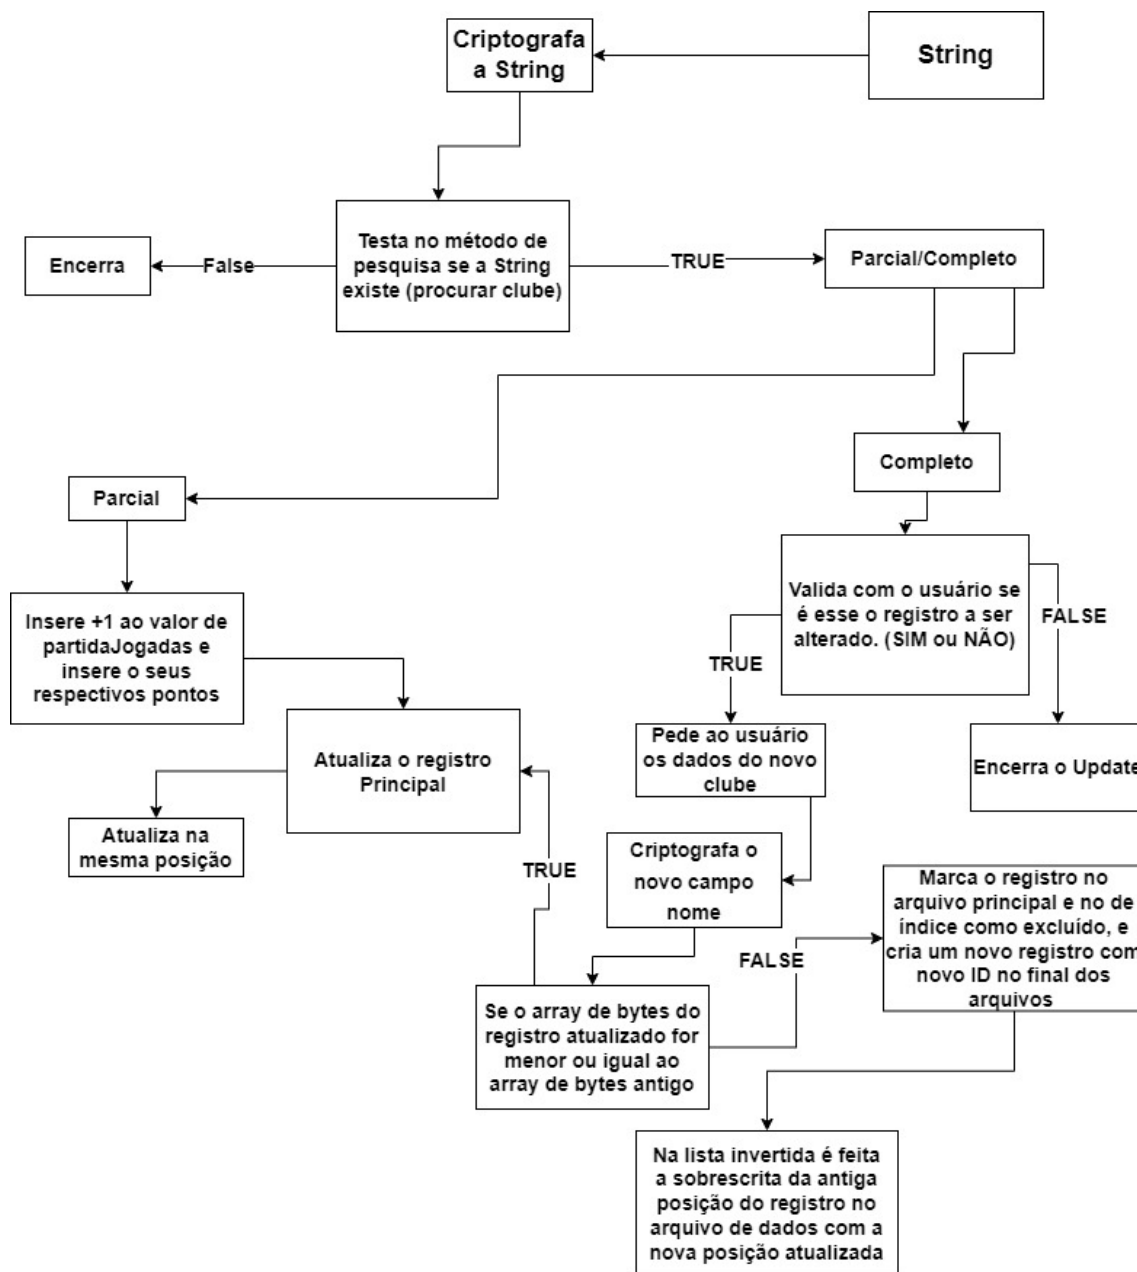 String
Criptografa
a String
Testa no método de
pesquisa se a String
existe (procurar clube)
False
Encerra
TRUE
Parcial/Completo
Completo
Parcial
Valida com o usuário se
é esse o registro a ser
alterado. (SIM ou NÃO)
TRUE
FALSE
Insere +1 ao valor de
partidaJogadas e
insere o seus
respectivos pontos
Atualiza o registro
Principal
Atualiza na
mesma posição
Pede ao usuário
os dados do novo
clube
Encerra o Update
Criptografa o
novo campo
nome
TRUE
FALSE
Marca o registro no
arquivo principal e no de
índice como excluído, e
cria um novo registro com
novo ID no final dos
arquivos
Se o array de bytes do
registro atualizado for
menor ou igual ao
array de bytes antigo
Na lista invertida é feita
a sobrescrita da antiga
posição do registro no
arquivo de dados com a
nova posição atualizada